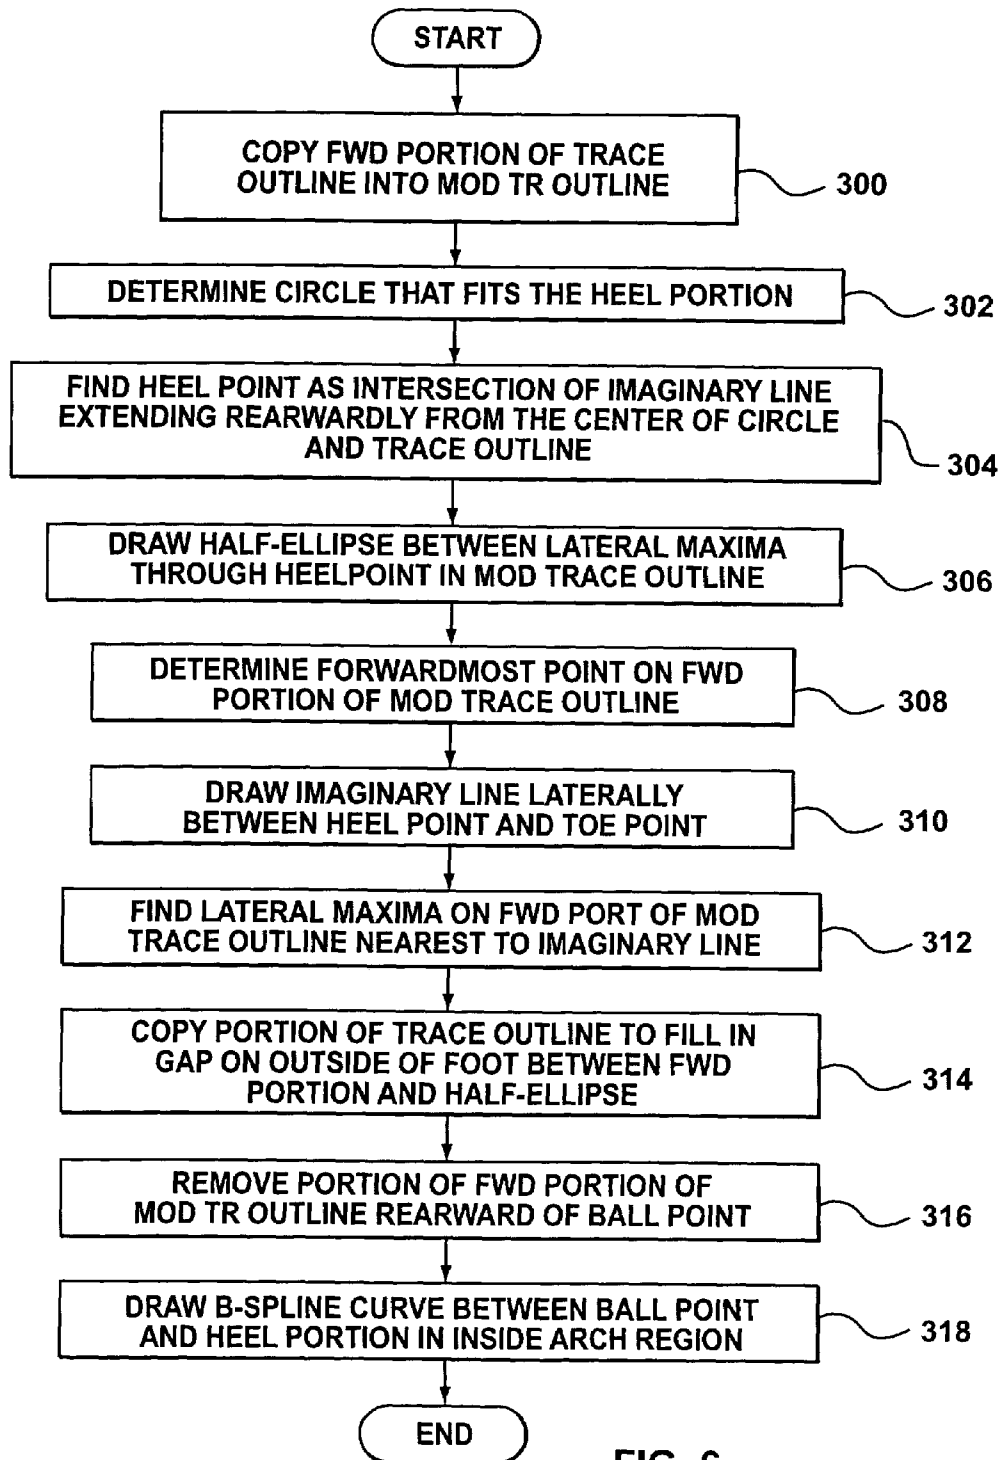 START
COPY FWD PORTION OF TRACE
OUTLINE INTO MOD TR OUTLINE
300
DETERMINE CIRCLE THAT FITS THE HEEL PORTION
302
FIND HEEL POINT AS INTERSECTION OF IMAGINARY LINE
EXTENDING REARWARDLY FROM THE CENTER OF CIRCLE
AND TRACE OUTLINE
304
DRAW HALF-ELLIPSE BETWEEN LATERAL MAXIMA
THROUGH HEELPOINT IN MOD TRACE OUTLINE
306
DETERMINE FORWARDMOST POINT ON FWD
PORTION OF MOD TRACE OUTLINE
308
DRAW IMAGINARY LINE LATERALLY
BETWEEN HEEL POINT AND TOE POINT
310
FIND LATERAL MAXIMA ON FWD PORT OF MOD
TRACE OUTLINE NEAREST TO IMAGINARY LINE
312
COPY PORTION OF TRACE OUTLINE TO FILL IN
GAP ON OUTSIDE OF FOOT BETWEEN FWD
PORTION AND HALF-ELLIPSE
314
REMOVE PORTION OF FWD PORTION OF
MOD TR OUTLINE REARWARD OF BALL POINT
316
DRAW B-SPLINE CURVE BETWEEN BALL POINT
AND HEEL PORTION IN INSIDE ARCH REGION
318
END